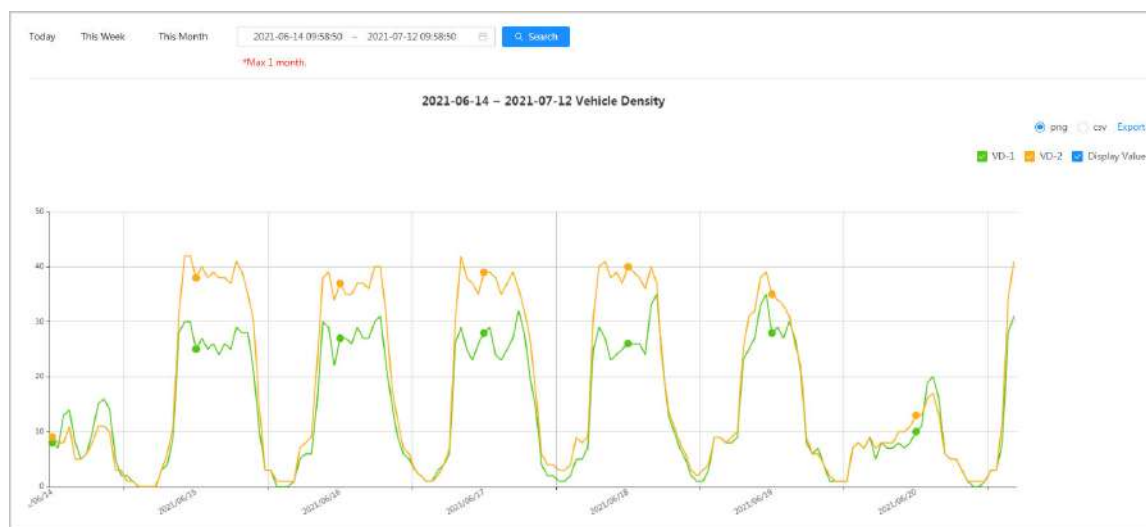 Today This Week This Month 2021-06-14 09:58:50 ~ 2021-07-12 09:58:50 Search
*Max 1 month.
2021-06-14 ~ 2021-07-12 Vehicle Density
png csv Export
VD-1 VD-2 Display Value
50
40
30
20
10
0
/06/14 2021/06/15 2021/06/16 2021/06/17 2021/06/18 2021/06/19 2021/06/20